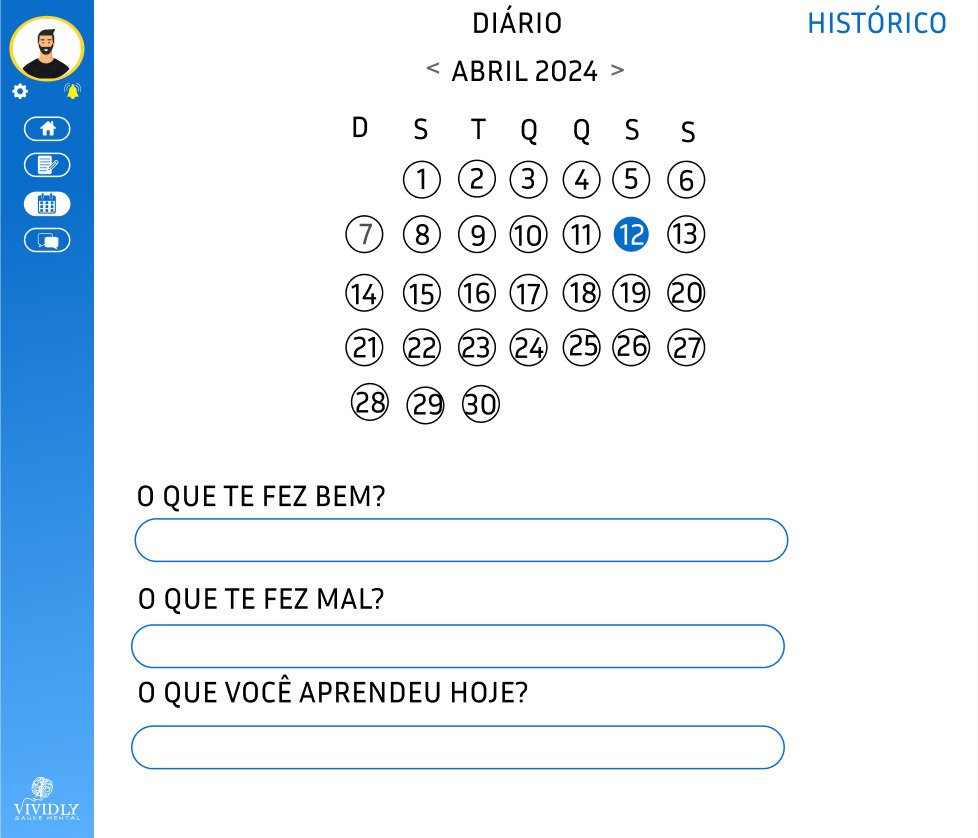 DIÁRIO HISTÓRICO
< ABRIL 2024 >
D S T Q Q S S
1 2 3 4 5 6
7 8 9 10 11 12 13
14 15 16 17 18 19 20
21 22 23 24 25 26 27
28 29 30
O QUE TE FEZ BEM?
O QUE TE FEZ MAL?
O QUE VOCÊ APRENDEU HOJE?
VIVIDLY
SAÚDE MENTAL